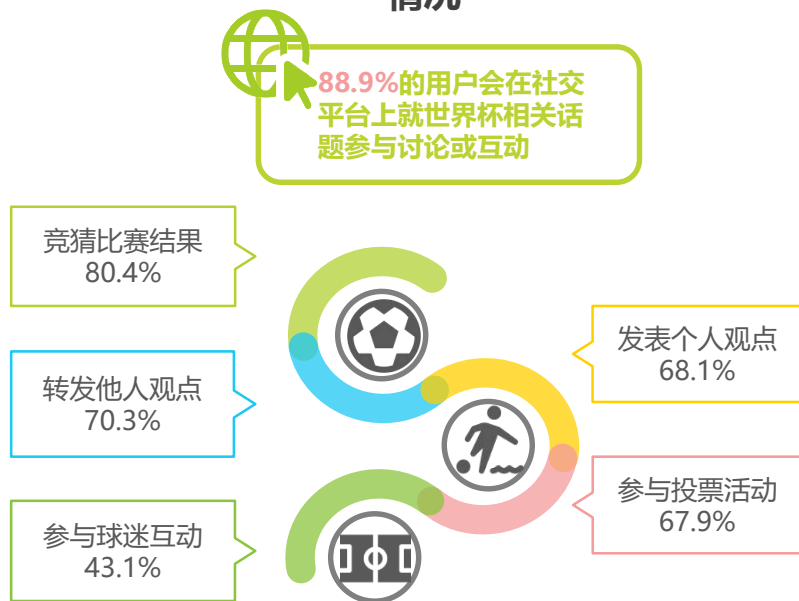 情况
88.9%的用户会在社交
平台上就世界杯相关话
题参与讨论或互动
竞猜比赛结果
80.4%
发表个人观点
68.1%
转发他人观点
70.3%
参与投票活动
67.9%
参与球迷互动
43.1%